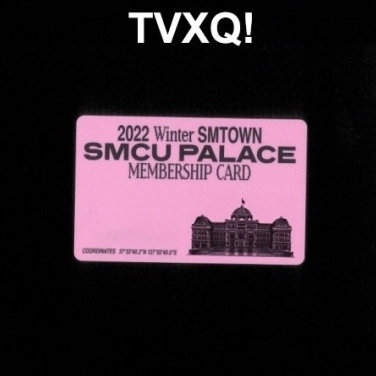 TVXQ!
2022 Winter SMTOWN
SMCU PALACE
MEMBERSHIP CARD
COORDINATES